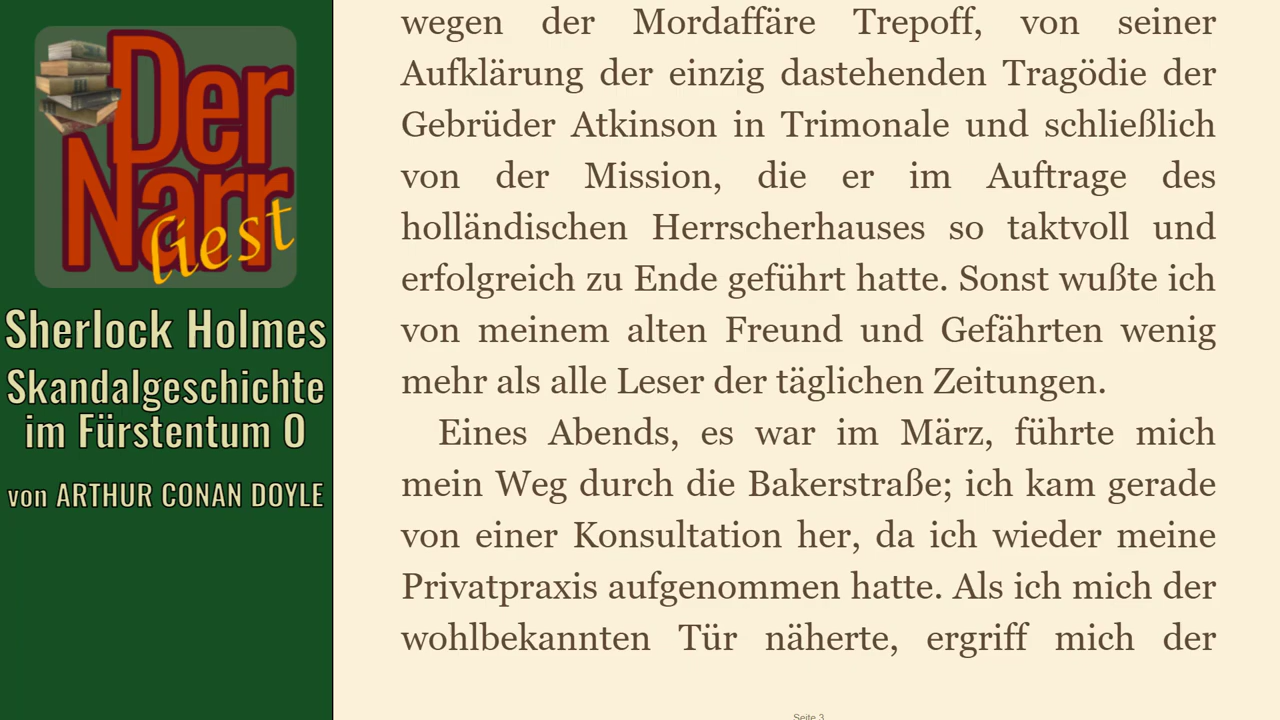 Der
Narr
liest
Sherlock Holmes
Skandalgeschichte
im Fürstentum O
von ARTHUR CONAN DOYLE
wegen der Mordaffäre Trepoff, von seiner
Aufklärung der einzig dastehenden Tragödie der
Gebrüder Atkinson in Trimonale und schließlich
von der Mission, die er im Auftrage des
holländischen Herrscherhauses so taktvoll und
erfolgreich zu Ende geführt hatte. Sonst wußte ich
von meinem alten Freund und Gefährten wenig
mehr als alle Leser der täglichen Zeitungen.
Eines Abends, es war im März, führte mich
mein Weg durch die Bakerstraße; ich kam gerade
von einer Konsultation her, da ich wieder meine
Privatpraxis aufgenommen hatte. Als ich mich der
wohlbekannten Tür näherte, ergriff mich der
Seite 3